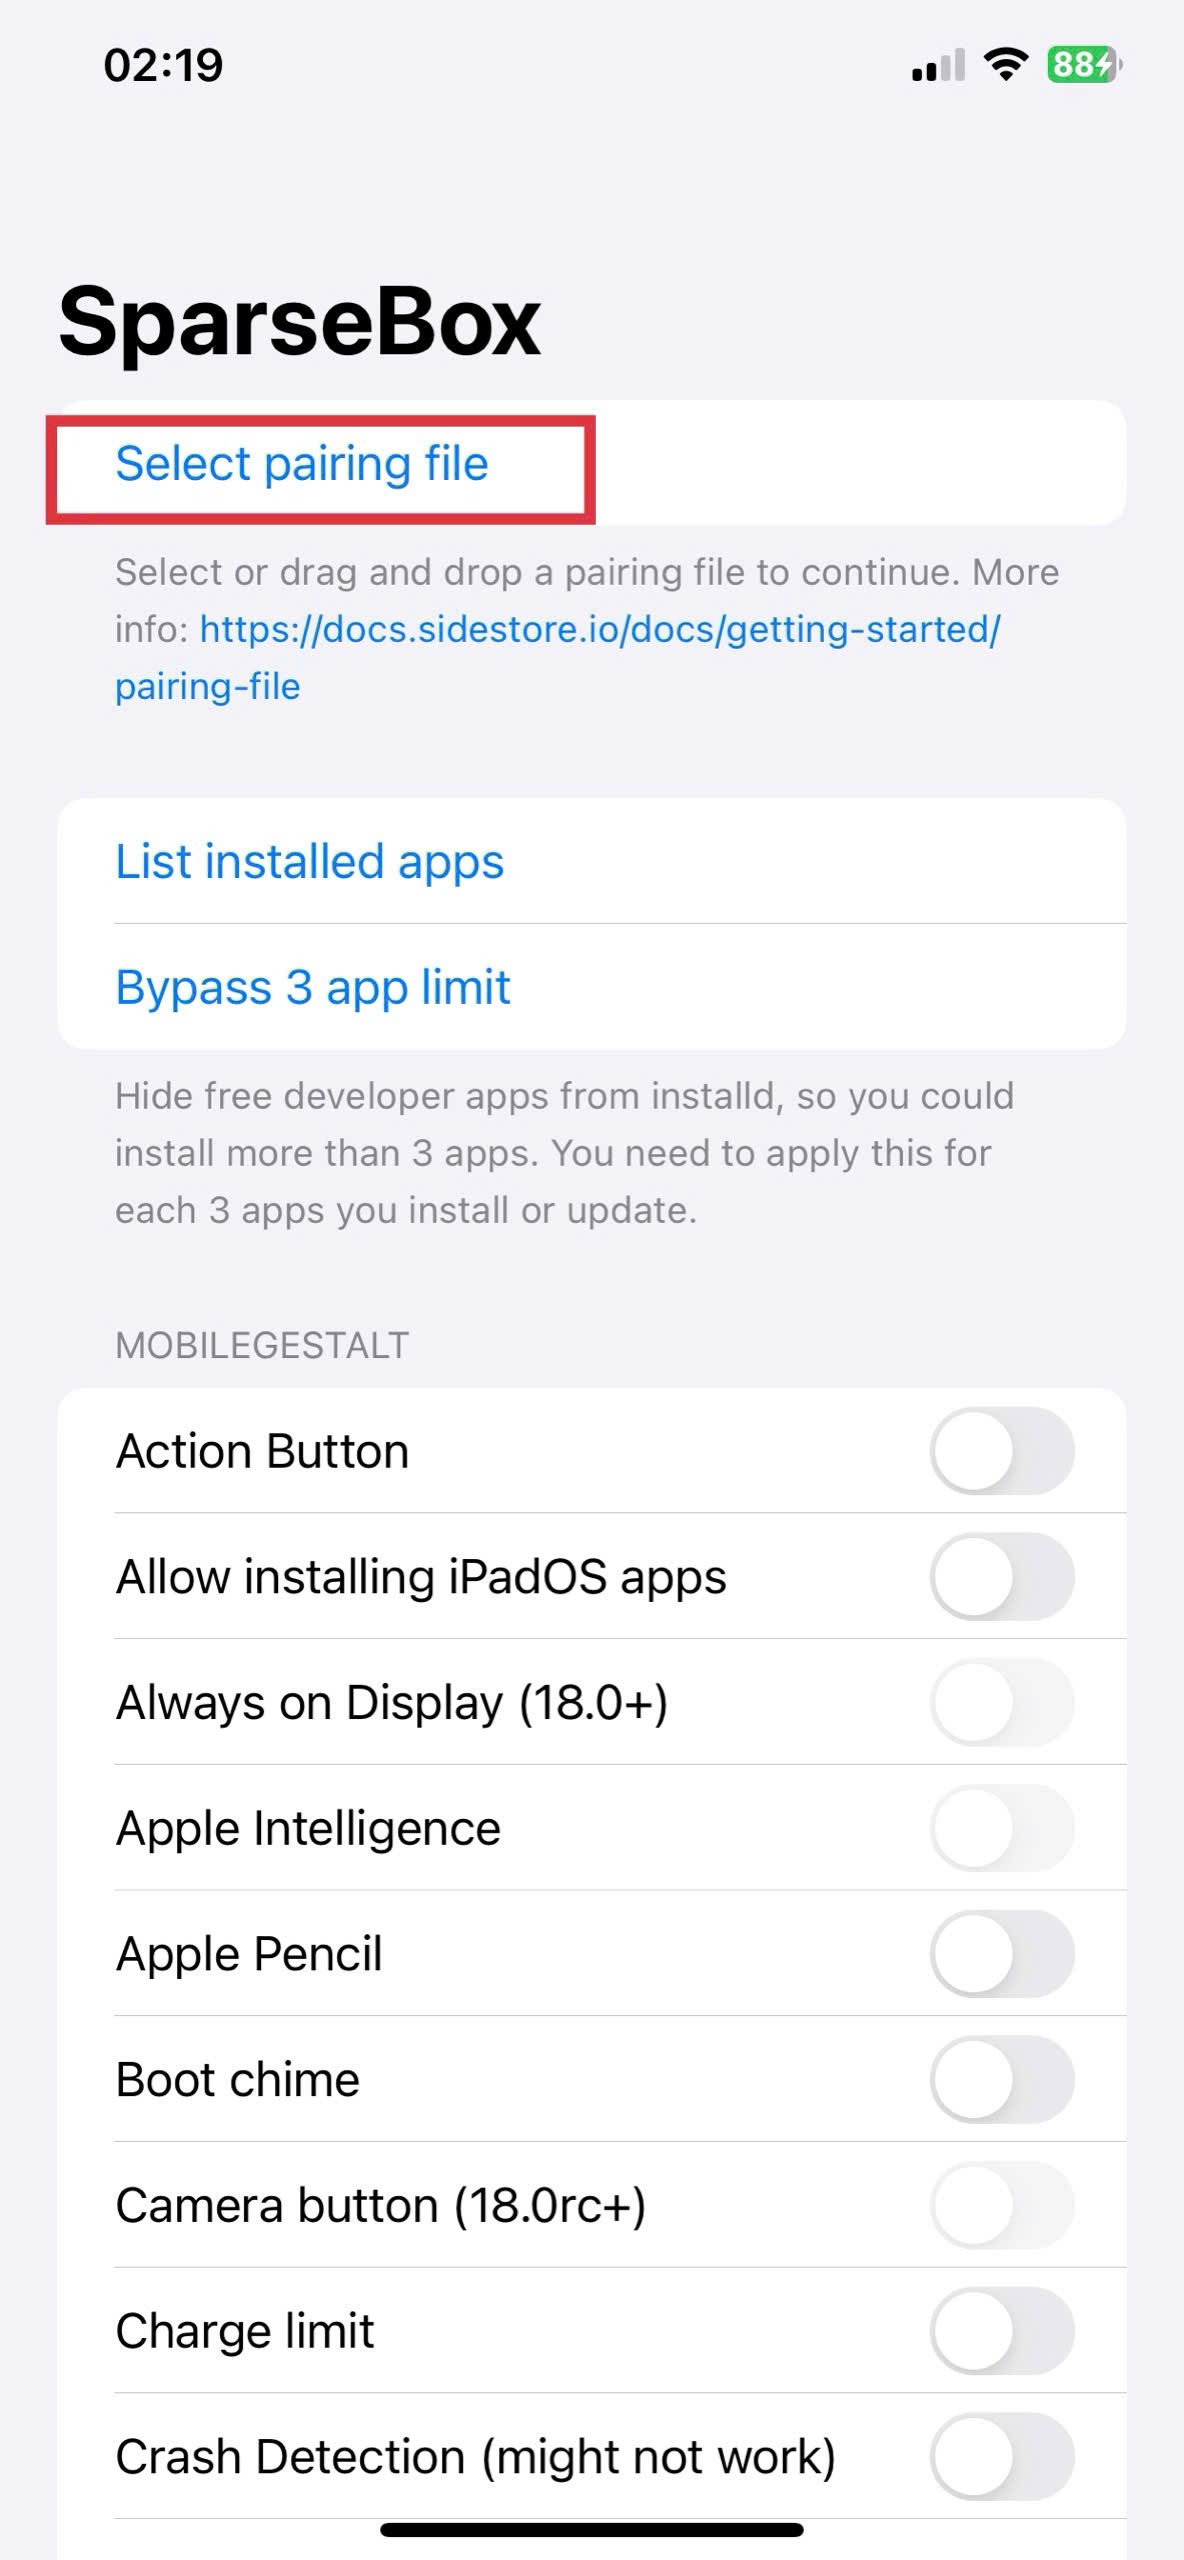 02:19
88
SparseBox
Select pairing file
Select or drag and drop a pairing file to continue. More
info: https://docs.sidestore.io/docs/getting-started/
pairing-file
List installed apps
Bypass 3 app limit
Hide free developer apps from installd, so you could
install more than 3 apps. You need to apply this for
each 3 apps you install or update.
MOBILEGESTALT
Action Button
Allow installing iPadOS apps
Always on Display (18.0+)
Apple Intelligence
Apple Pencil
Boot chime
Camera button (18.0rc+)
Charge limit
Crash Detection (might not work)